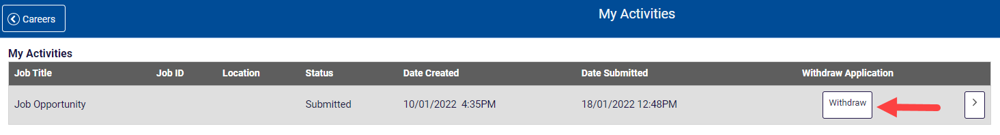 Careers
My Activities
My Activities
Job Title Job ID Location Status Date Created Date Submitted Withdraw Application
Job Opportunity Submitted 10/01/2022 4:35PM 18/01/2022 12:48PM Withdraw